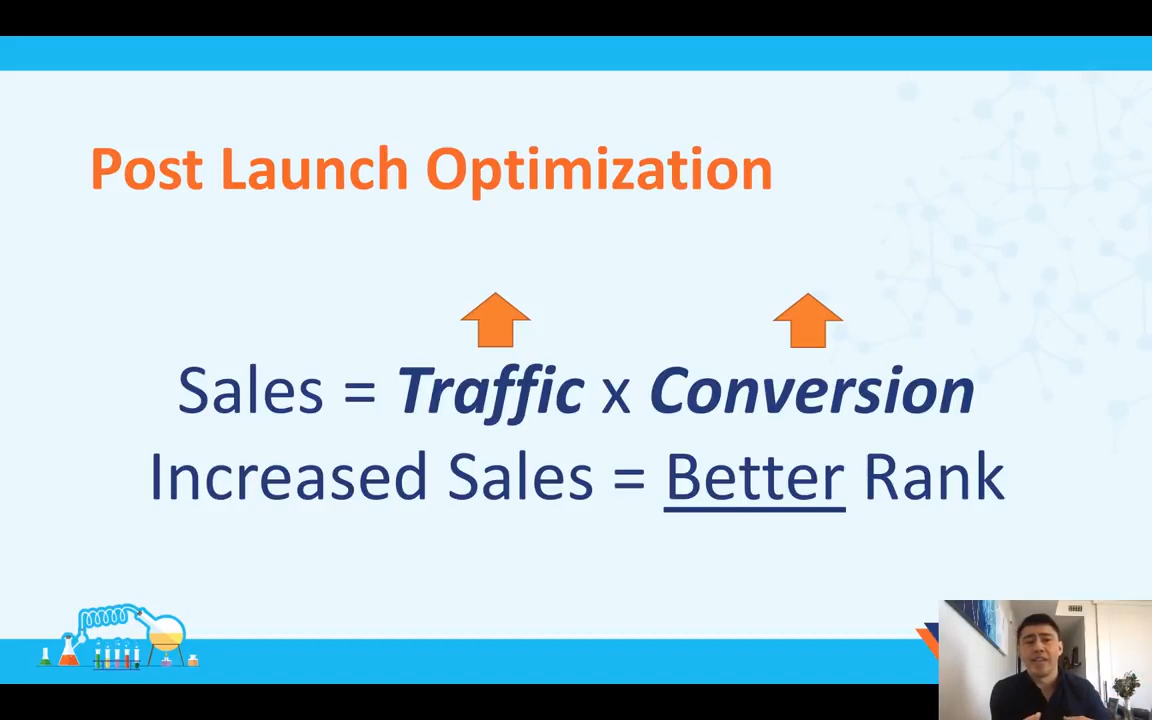 Post Launch Optimization
Sales = Traffic x Conversion
Increased Sales = Better Rank